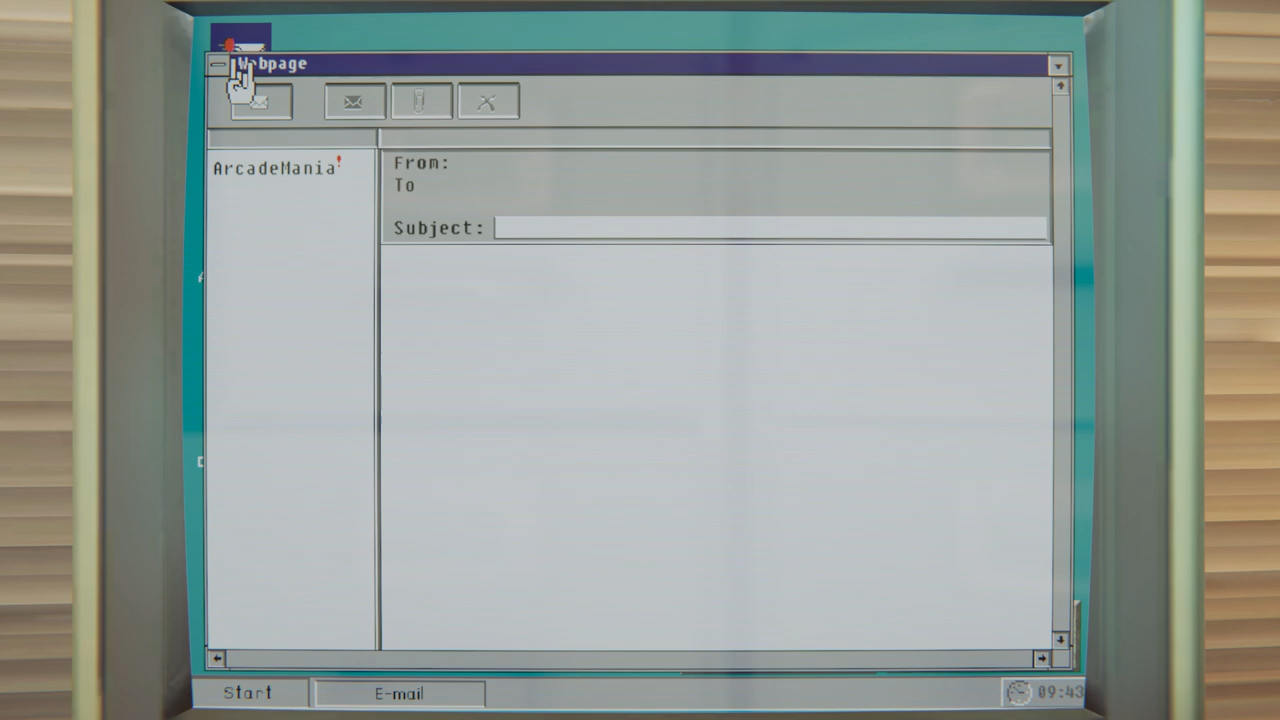 Webpage
ArcadeMania!
From:
To
Subject:
Start
E-mail
09:43